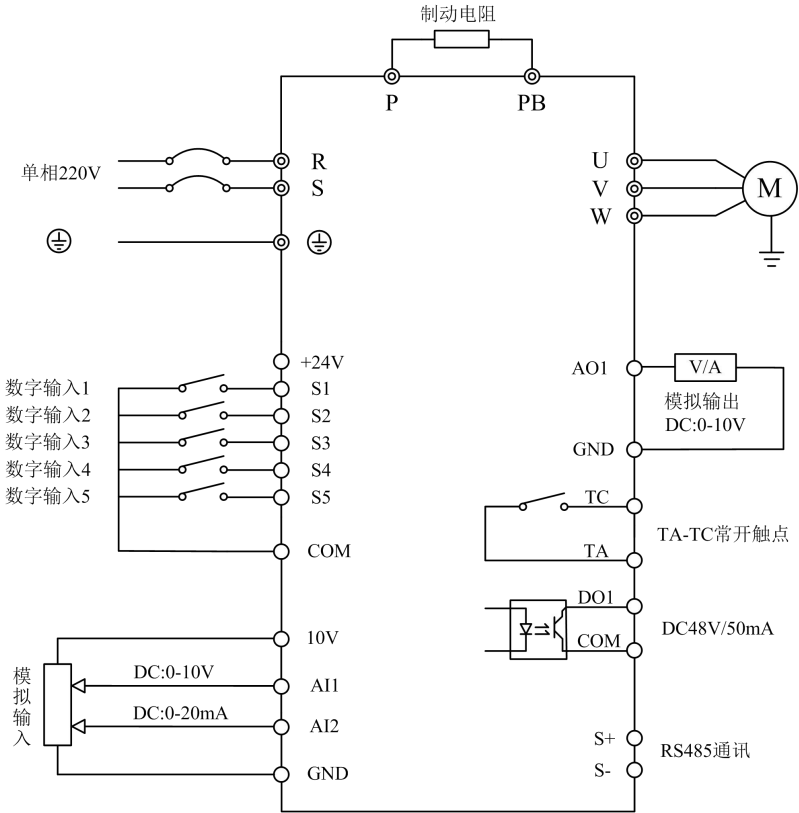 制动电阻
P
PB
单相220V
R
S
U
V
W
M
+24V
数字输入1
S1
数字输入2
S2
数字输入3
S3
数字输入4
S4
数字输入5
S5
COM
AO1
V/A
模拟输出
DC:0-10V
GND
TC
TA
TA-TC常开触点
DO1
COM
DC48V/50mA
10V
模拟输入
DC:0-10V
AI1
DC:0-20mA
AI2
GND
S+
S-
RS485通讯